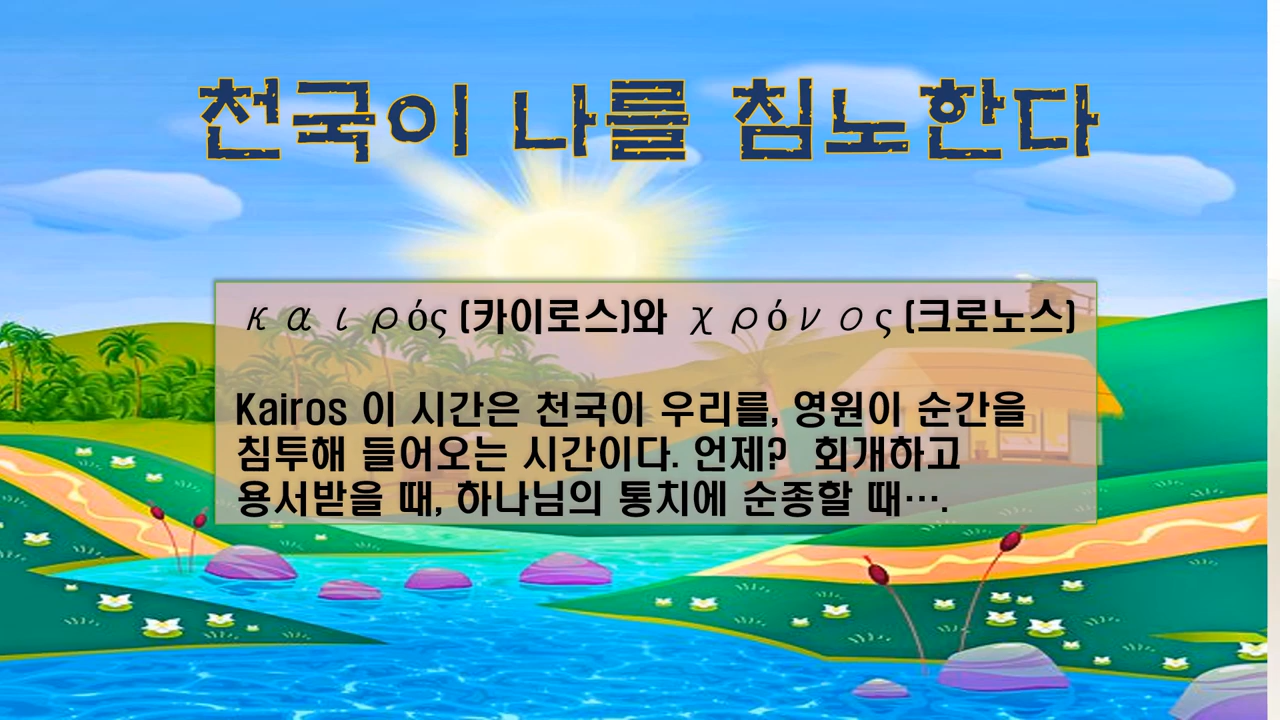 천국이 나를 침노한다
καιρός (카이로스)와 χρόνος (크로노스)
Kairos 이 시간은 천국이 우리를, 영원이 순간을
침투해 들어오는 시간이다. 언제?  회개하고
용서받을 때, 하나님의 통치에 순종할 때….